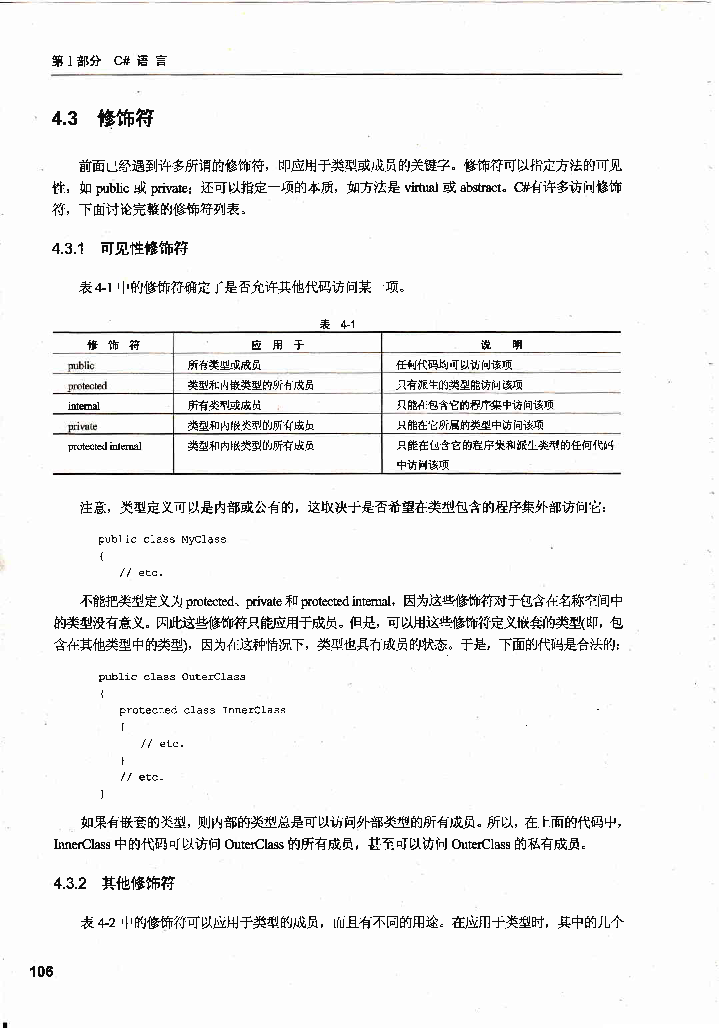 第 1 部分 C# 语 言
4.3 修饰符
前面已经遇到许多所谓的修饰符，即应用于类型或成员的关键字。修饰符可以指定方法的可见
性，如 public 或 private；还可以指定一项的本质，如方法是 virtual 或 abstract。C#有许多访问修饰
符，下面讨论完整的修饰符列表。
4.3.1 可见性修饰符
表 4-1 中的修饰符确定了是否允许其他代码访问某一项。
表 4-1
修 饰 符 应 用 于 说 明
public 所有类型或成员 任何代码均可以访问该项
protected 类型和内嵌类型的所有成员 只有派生的类型能访问该项
internal 所有类型或成员 只能在包含它的程序集中访问该项
private 类型和内嵌类型的所有成员 只能在它所属的类型中访问该项
protected internal 类型和内嵌类型的所有成员 只能在包含它的程序集和派生类型的任何代码
中访问该项
注意，类型定义可以是内部或公有的，这取决于是否希望在类型包含的程序集外部访问它：
public class MyClass
{
// etc.
不能把类型定义为 protected、private 和 protected internal，因为这些修饰符对于包含在名称空间中
的类型没有意义。因此这些修饰符只能应用于成员。但是，可以用这些修饰符定义嵌套的类型(即，包
含在其他类型中的类型)，因为在这种情况下，类型也具有成员的状态。于是，下面的代码是合法的：
public class OuterClass
{
protected class InnerClass
{
// etc.
}
// etc.
}
如果有嵌套的类型，则内部的类型总是可以访问外部类型的所有成员。所以，在上面的代码中，
InnerClass 中的代码可以访问 OuterClass 的所有成员，甚至可以访问 OuterClass 的私有成员。
4.3.2 其他修饰符
表 4-2 中的修饰符可以应用于类型的成员，而且有不同的用途。在应用于类型时，其中的几个
106